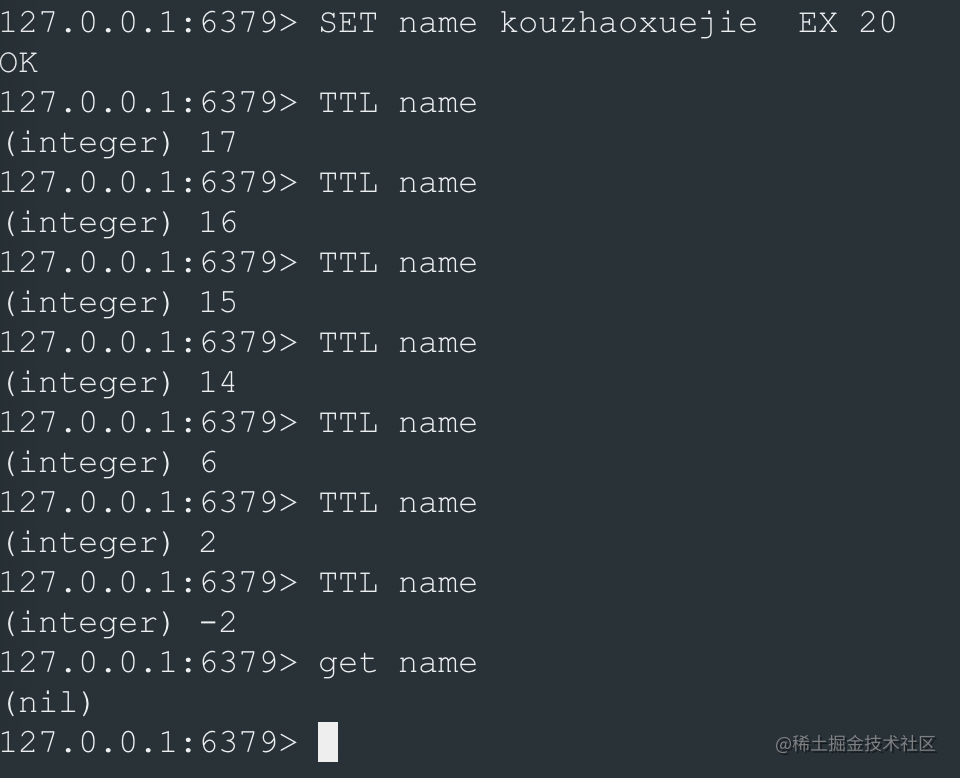 127.0.0.1:6379> SET name kouzhaoxuejie  EX 20
OK
127.0.0.1:6379> TTL name
(integer) 17
127.0.0.1:6379> TTL name
(integer) 16
127.0.0.1:6379> TTL name
(integer) 15
127.0.0.1:6379> TTL name
(integer) 14
127.0.0.1:6379> TTL name
(integer) 6
127.0.0.1:6379> TTL name
(integer) 2
127.0.0.1:6379> TTL name
(integer) -2
127.0.0.1:6379> get name
(nil)
127.0.0.1:6379>
@稀土掘金技术社区